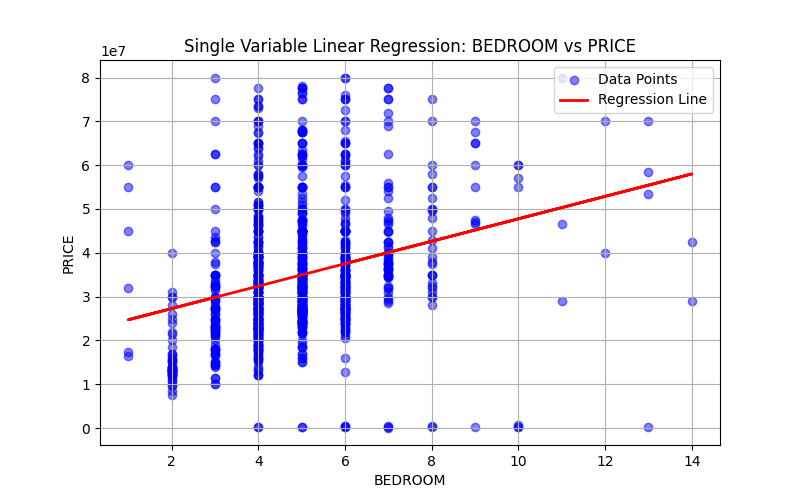 Single Variable Linear Regression: BEDROOM vs PRICE
1e7
Data Points
Regression Line
8
7
6
5
4
3
2
1
0
PRICE
2 4 6 8 10 12 14
BEDROOM